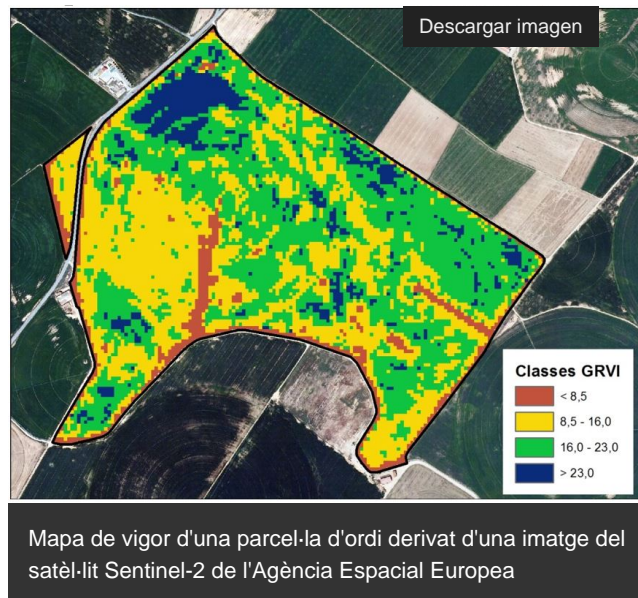 Descargar imagen
Classes GRVI
< 8,5
8,5 - 16,0
16,0 - 23,0
> 23,0
Mapa de vigor d'una parcel·la d'ordi derivat d'una imatge del
satèl·lit Sentinel-2 de l'Agència Espacial Europea